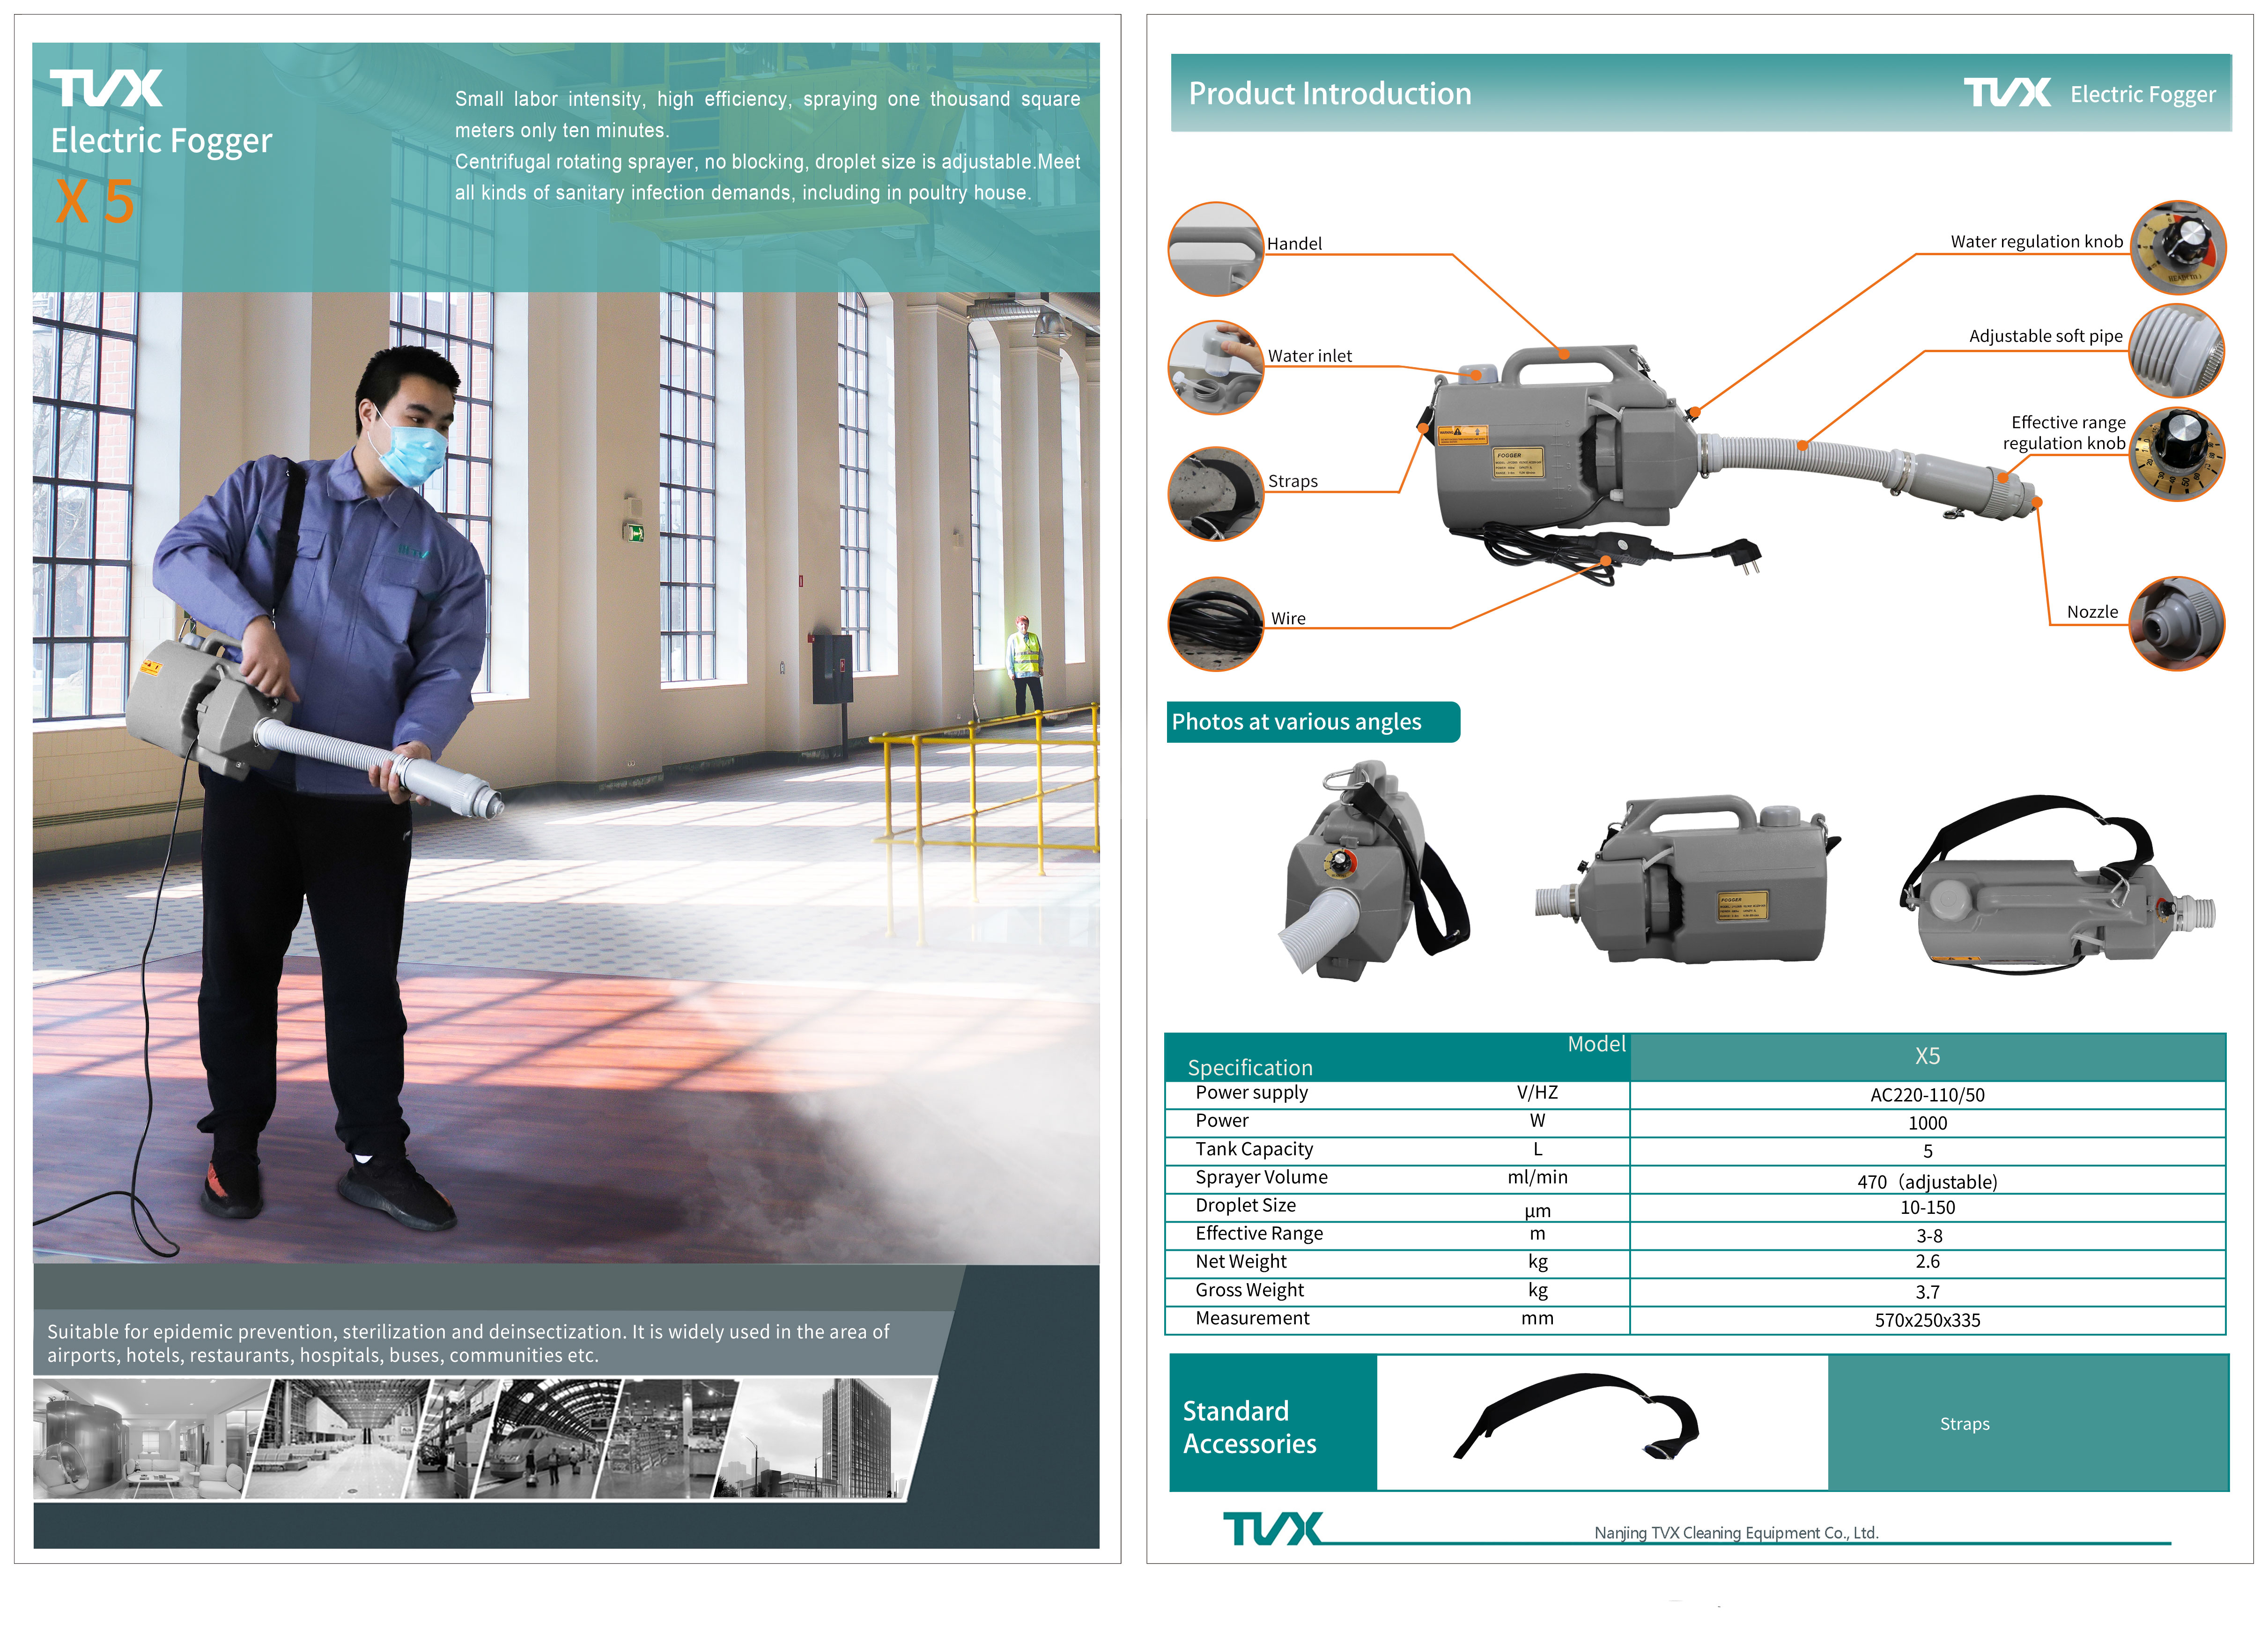 TVX
Electric Fogger
X 5
Small labor intensity, high efficiency, spraying one thousand square
meters only ten minutes.
Centrifugal rotating sprayer, no blocking, droplet size is adjustable.Meet
all kinds of sanitary infection demands, including in poultry house.
Suitable for epidemic prevention, sterilization and deinsectization. It is widely used in the area of
airports, hotels, restaurants, hospitals, buses, communities etc.
Product Introduction
TVX Electric Fogger
Handel
Water inlet
Straps
Wire
Water regulation knob
Adjustable soft pipe
Effective range
regulation knob
Nozzle
FOGGER
Photos at various angles
FOGGER
Model
Specification
X5
Power supply V/HZ AC220-110/50
Power W 1000
Tank Capacity L 5
Sprayer Volume ml/min 470（adjustable)
Droplet Size μm 10-150
Effective Range m 3-8
Net Weight kg 2.6
Gross Weight kg 3.7
Measurement mm 570x250x335
Standard
Accessories
Straps
TVX
Nanjing TVX Cleaning Equipment Co., Ltd.